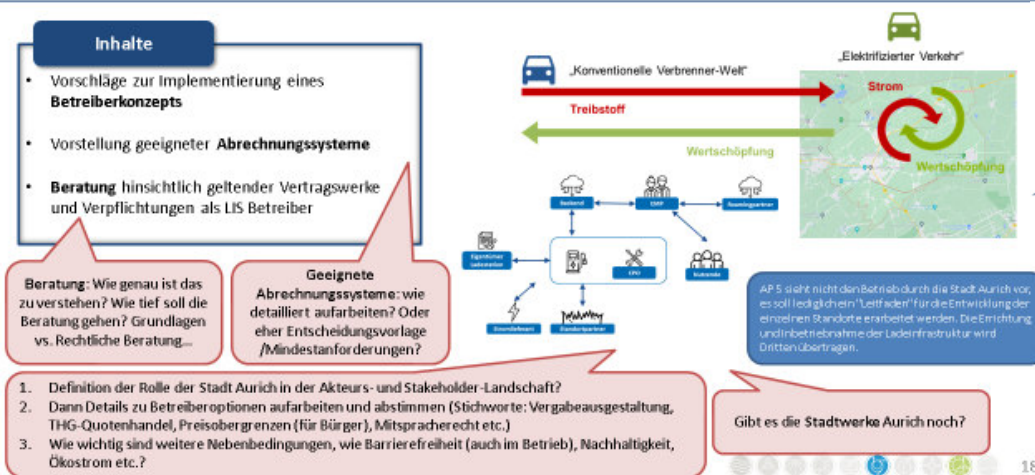 Inhalte
• Vorschläge zur Implementierung eines
Betreiberkonzepts
• Vorstellung geeigneter Abrechnungssysteme
• Beratung hinsichtlich geltender Vertragswerke
und Verpflichtungen als LIS Betreiber
„Elektrifizierter Verkehr"
„Konventionelle Verbrenner-Welt"
Treibstoff
Wertschöpfung
Strom
Wertschöpfung
Backend
EMP
Roamingpartner
Eigentümer
Ladestation
CPO
Nutzende
Stromlieferant
Standortpartner
Beratung: Wie genau ist das
zu verstehen? Wie tief soll die
Beratung gehen? Grundlagen
vs. Rechtliche Beratung...
Geeignete
Abrechnungssysteme: wie
detailliert aufarbeiten? Oder
eher Entscheidungsvorlage
/Mindestanforderungen?
AP 5 sieht nicht den Betrieb durch die Stadt Aurich vor,
es soll lediglich ein "Leitfaden" für die Entwicklung der
einzelnen Standorte erarbeitet werden. Die Errichtung
und Inbetriebnahme der Ladeinfrastruktur wird
Dritten übertragen.
1. Definition der Rolle der Stadt Aurich in der Akteurs- und Stakeholder-Landschaft?
2. Dann Details zu Betreiberoptionen aufarbeiten und abstimmen (Stichworte: Vergabeausgestaltung,
THG-Quotenhandel, Preisobergrenzen (für Bürger), Mitspracherecht etc.)
3. Wie wichtig sind weitere Nebenbedingungen, wie Barrierefreiheit (auch im Betrieb), Nachhaltigkeit,
Ökostrom etc.?
Gibt es die Stadtwerke Aurich noch?